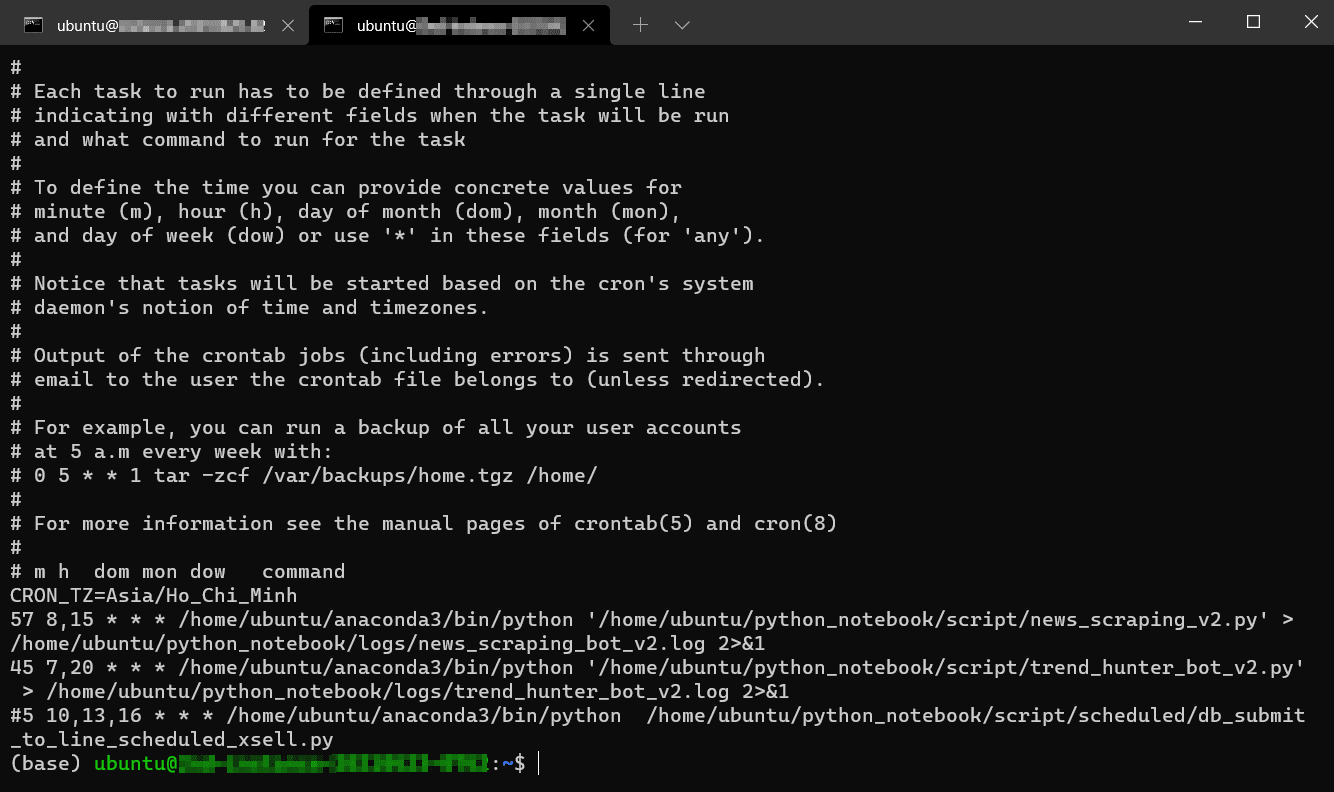 ubuntu@
ubuntu@
#
# Each task to run has to be defined through a single line
# indicating with different fields when the task will be run
# and what command to run for the task
#
# To define the time you can provide concrete values for
# minute (m), hour (h), day of month (dom), month (mon),
# and day of week (dow) or use '*' in these fields (for 'any').
#
# Notice that tasks will be started based on the cron's system
# daemon's notion of time and timezones.
#
# Output of the crontab jobs (including errors) is sent through
# email to the user the crontab file belongs to (unless redirected).
#
# For example, you can run a backup of all your user accounts
# at 5 a.m every week with:
# 0 5 * * 1 tar -zcf /var/backups/home.tgz /home/
#
# For more information see the manual pages of crontab(5) and cron(8)
#
# m h  dom mon dow   command
CRON_TZ=Asia/Ho_Chi_Minh
57 8,15 * * * /home/ubuntu/anaconda3/bin/python '/home/ubuntu/python_notebook/script/news_scraping_v2.py' >
/home/ubuntu/python_notebook/logs/news_scraping_bot_v2.log 2>&1
45 7,20 * * * /home/ubuntu/anaconda3/bin/python '/home/ubuntu/python_notebook/script/trend_hunter_bot_v2.py'
 > /home/ubuntu/python_notebook/logs/trend_hunter_bot_v2.log 2>&1
#5 10,13,16 * * * /home/ubuntu/anaconda3/bin/python  /home/ubuntu/python_notebook/script/scheduled/db_submit
_to_line_scheduled_xsell.py
(base) ubuntu@:~$